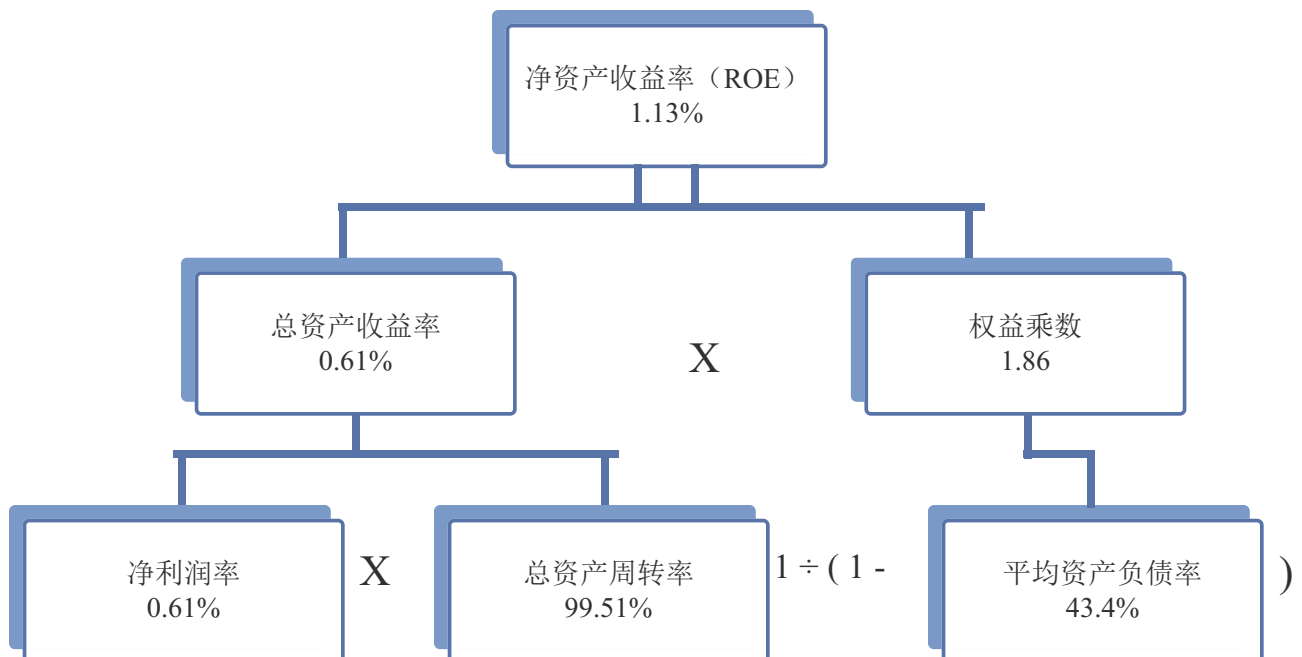 净资产收益率（ROE）
1.13%
总资产收益率
0.61%
X
权益乘数
1.86
净利润率
0.61%
X
总资产周转率
99.51%
1 ÷ ( 1 -
平均资产负债率
43.4%
)